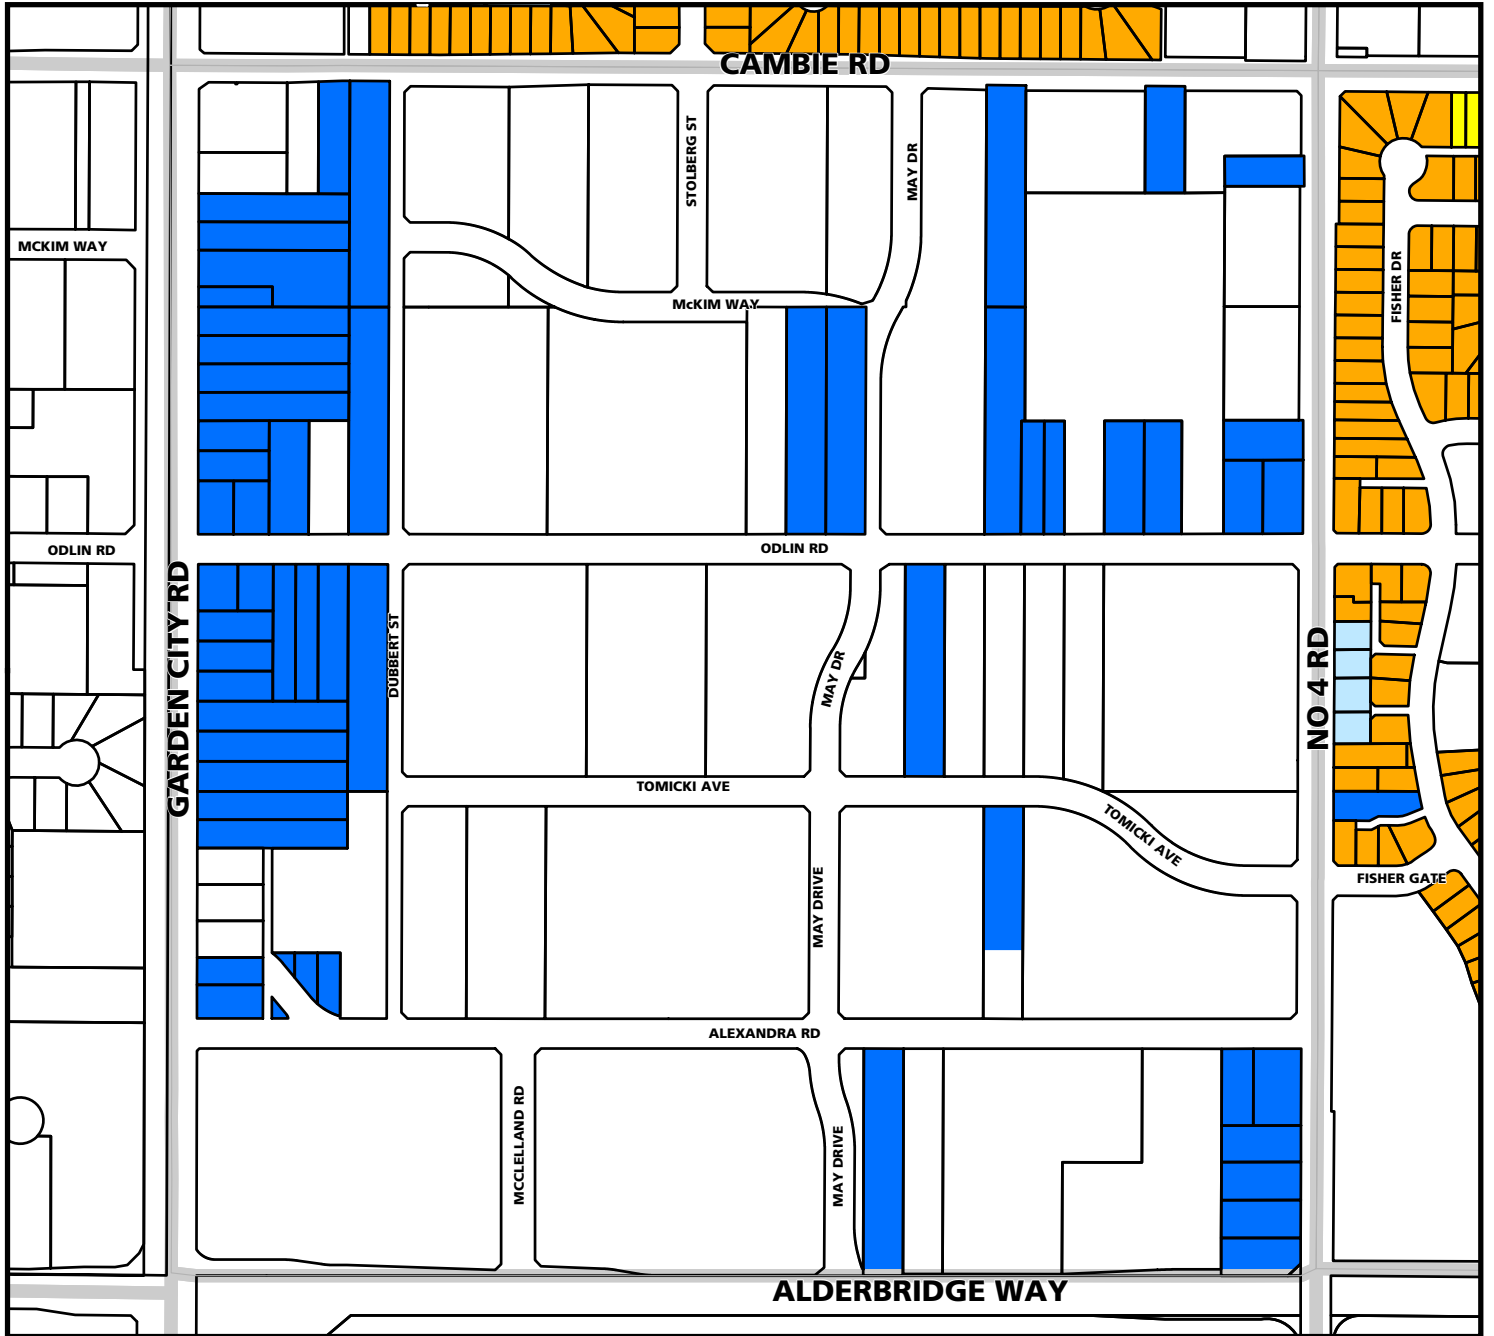 CAMBIE RD
STOLBERG ST
MAY DR
MCKIM WAY
FISHER DR
McKIM WAY
ODLIN RD
ODLIN RD
GARDEN CITY RD
DUBBERT ST
MAY DR
NO 4 RD
TOMICKI AVE
TOMICKI AVE
MAY DRIVE
FISHER GATE
ALEXANDRA RD
MCCLELLAND RD
MAY DRIVE
ALDERBRIDGE WAY